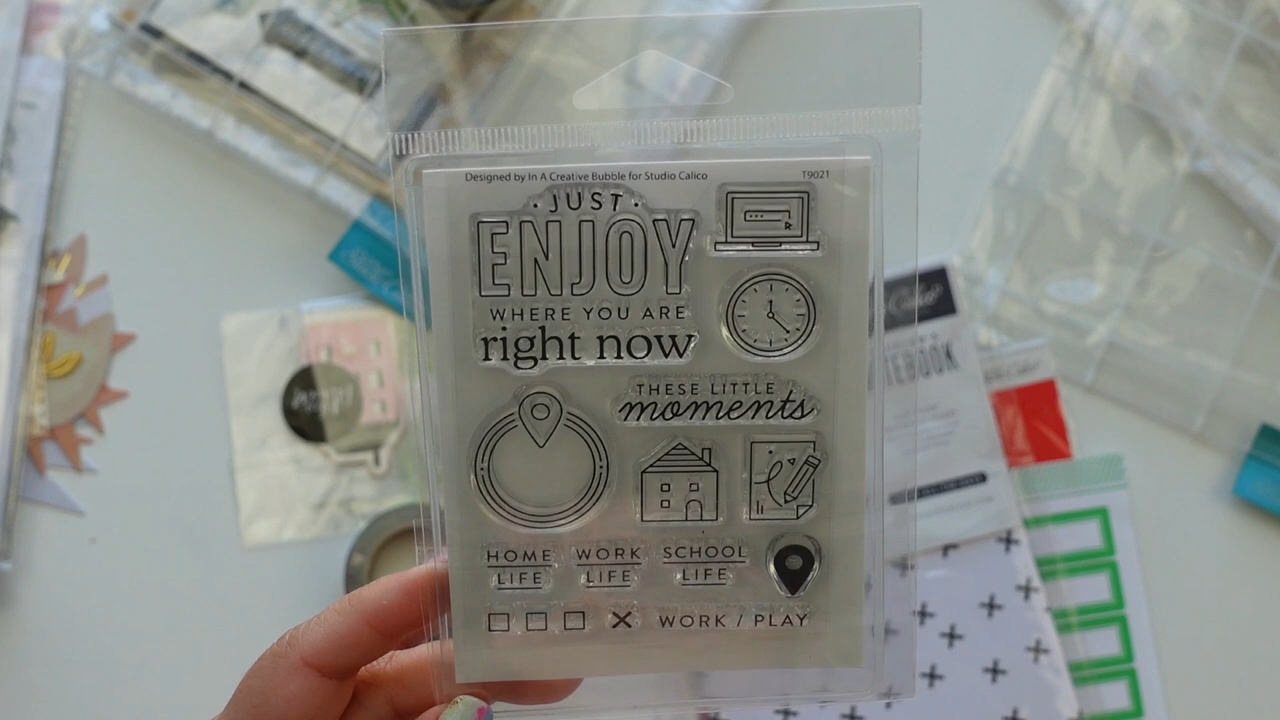 Designed by In A Creative Bubble for Studio Calico
T9021
· JUST ·
ENJOY
WHERE YOU ARE
right now
THESE LITTLE
moments
HOME
LIFE
WORK
LIFE
SCHOOL
LIFE
WORK / PLAY